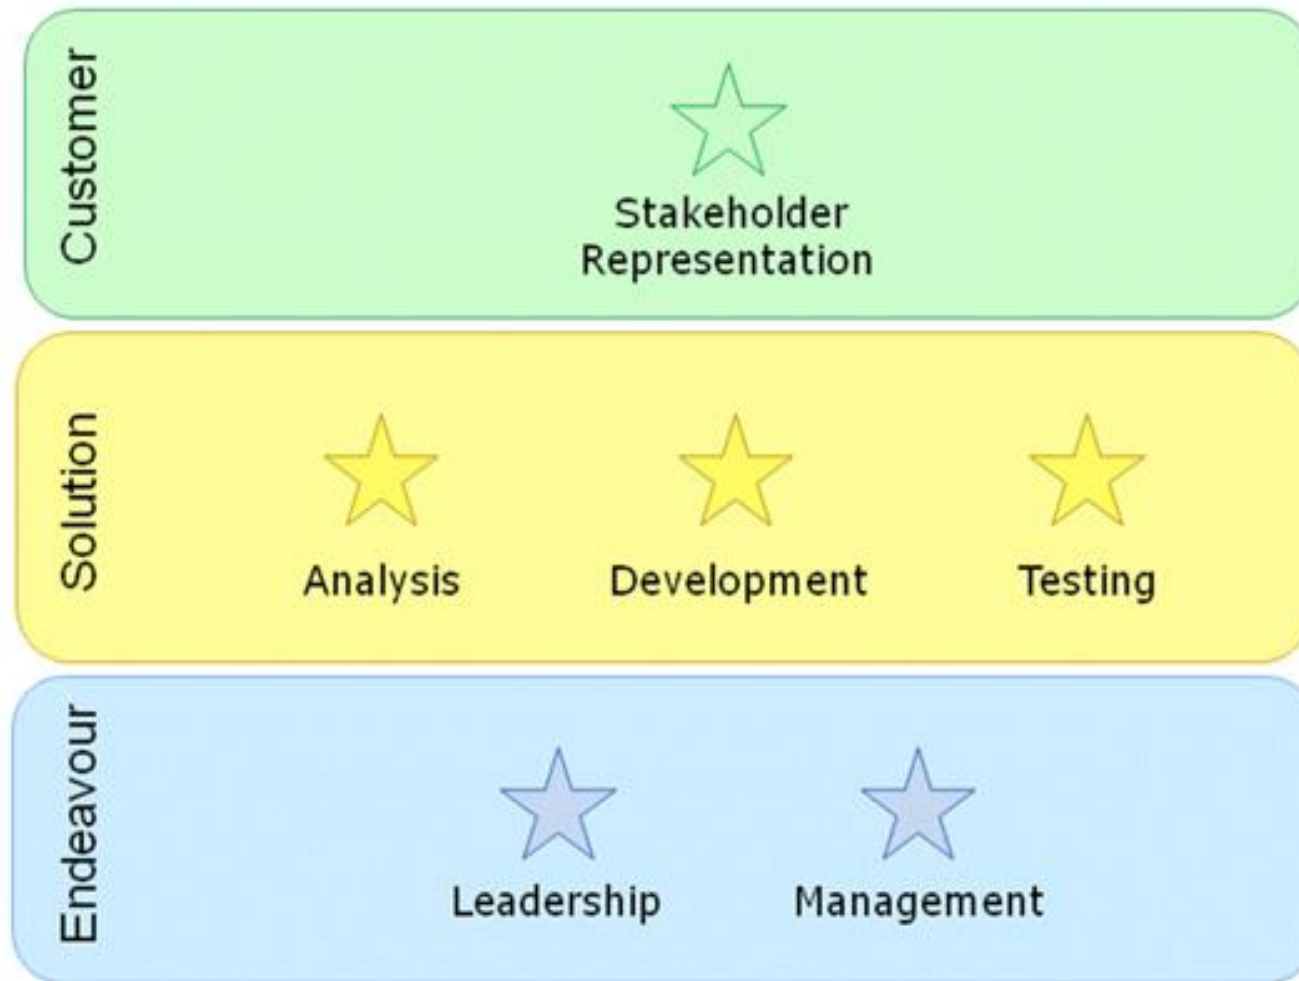 Customer
Stakeholder
Representation
Solution
Analysis Development Testing
Endeavour
Leadership Management